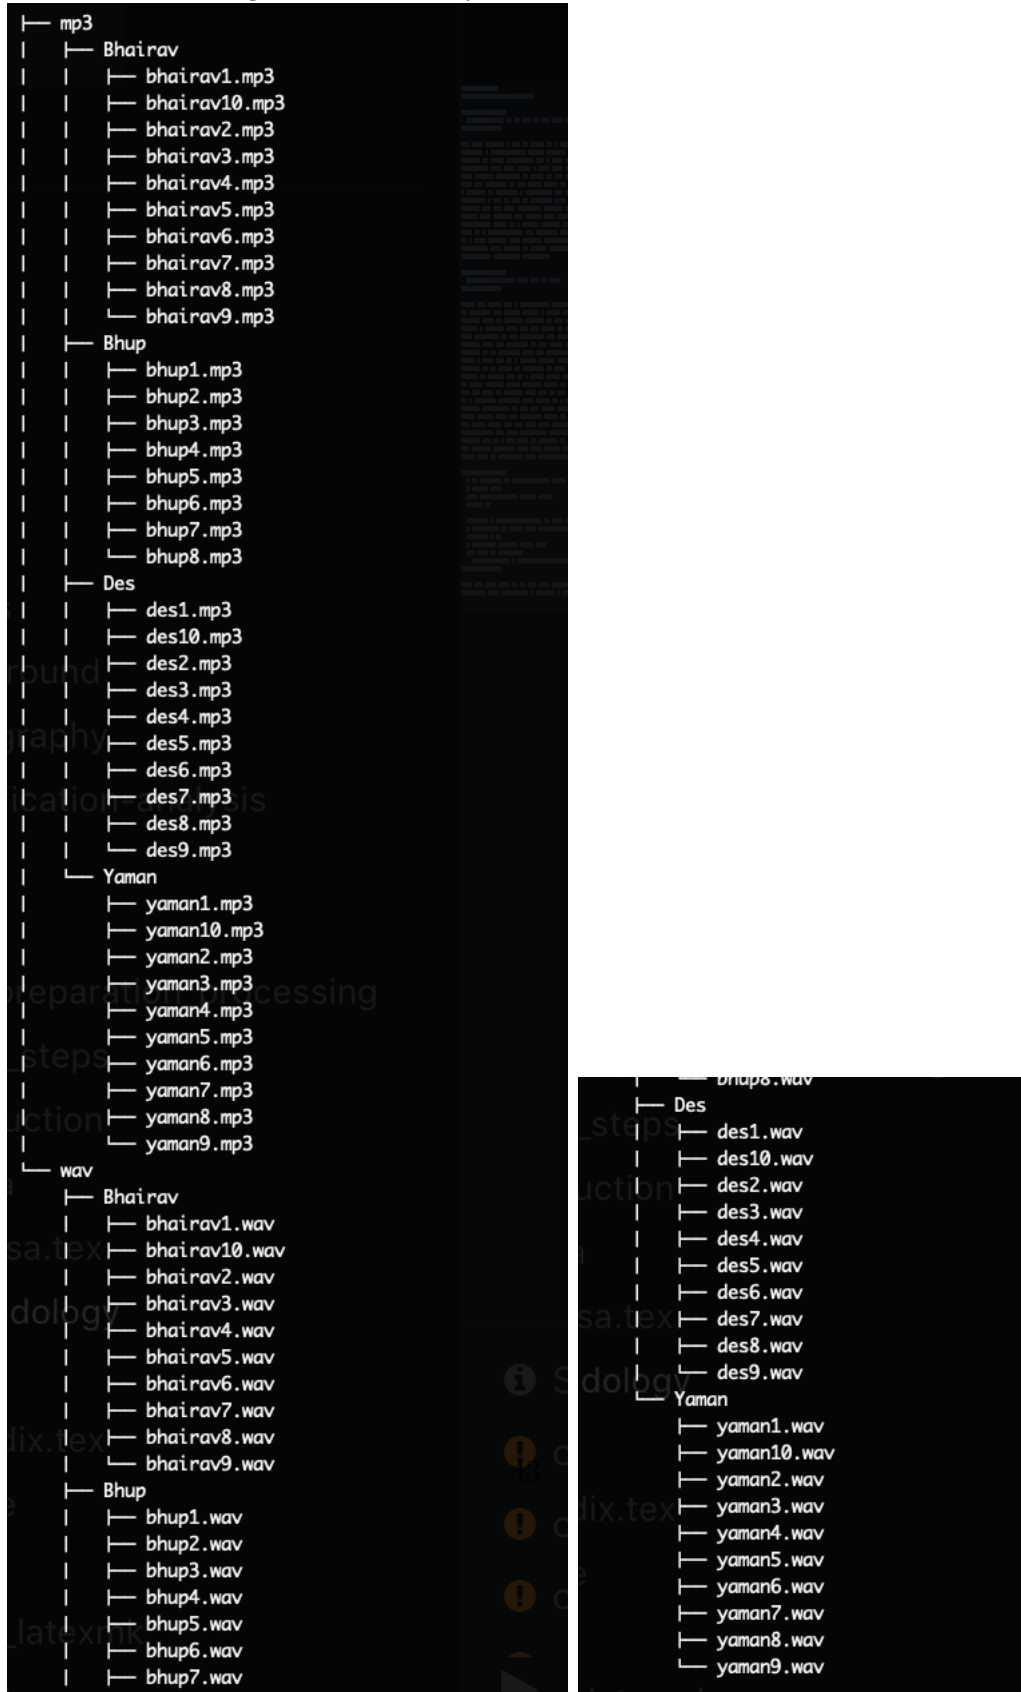 ├── mp3
│   ├── Bhairav
│   │   ├── bhairav1.mp3
│   │   ├── bhairav10.mp3
│   │   ├── bhairav2.mp3
│   │   ├── bhairav3.mp3
│   │   ├── bhairav4.mp3
│   │   ├── bhairav5.mp3
│   │   ├── bhairav6.mp3
│   │   ├── bhairav7.mp3
│   │   ├── bhairav8.mp3
│   │   └── bhairav9.mp3
│   ├── Bhup
│   │   ├── bhup1.mp3
│   │   ├── bhup2.mp3
│   │   ├── bhup3.mp3
│   │   ├── bhup4.mp3
│   │   ├── bhup5.mp3
│   │   ├── bhup6.mp3
│   │   ├── bhup7.mp3
│   │   └── bhup8.mp3
│   ├── Des
│   │   ├── des1.mp3
│   │   ├── des10.mp3
│   │   ├── des2.mp3
│   │   ├── des3.mp3
│   │   ├── des4.mp3
│   │   ├── des5.mp3
│   │   ├── des6.mp3
│   │   ├── des7.mp3
│   │   ├── des8.mp3
│   │   └── des9.mp3
│   └── Yaman
│       ├── yaman1.mp3
│       ├── yaman10.mp3
│       ├── yaman2.mp3
│       ├── yaman3.mp3
│       ├── yaman4.mp3
│       ├── yaman5.mp3
│       ├── yaman6.mp3
│       ├── yaman7.mp3
│       ├── yaman8.mp3
│       └── yaman9.mp3
└── wav
    ├── Bhairav
    │   ├── bhairav1.wav
    │   ├── bhairav10.wav
    │   ├── bhairav2.wav
    │   ├── bhairav3.wav
    │   ├── bhairav4.wav
    │   ├── bhairav5.wav
    │   ├── bhairav6.wav
    │   ├── bhairav7.wav
    │   ├── bhairav8.wav
    │   └── bhairav9.wav
    ├── Bhup
    │   ├── bhup1.wav
    │   ├── bhup2.wav
    │   ├── bhup3.wav
    │   ├── bhup4.wav
    │   ├── bhup5.wav
    │   ├── bhup6.wav
    │   ├── bhup7.wav
    │   └── bhup8.wav
    ├── Des
    │   ├── des1.wav
    │   ├── des10.wav
    │   ├── des2.wav
    │   ├── des3.wav
    │   ├── des4.wav
    │   ├── des5.wav
    │   ├── des6.wav
    │   ├── des7.wav
    │   ├── des8.wav
    │   └── des9.wav
    └── Yaman
        ├── yaman1.wav
        ├── yaman10.wav
        ├── yaman2.wav
        ├── yaman3.wav
        ├── yaman4.wav
        ├── yaman5.wav
        ├── yaman6.wav
        ├── yaman7.wav
        ├── yaman8.wav
        └── yaman9.wav
43